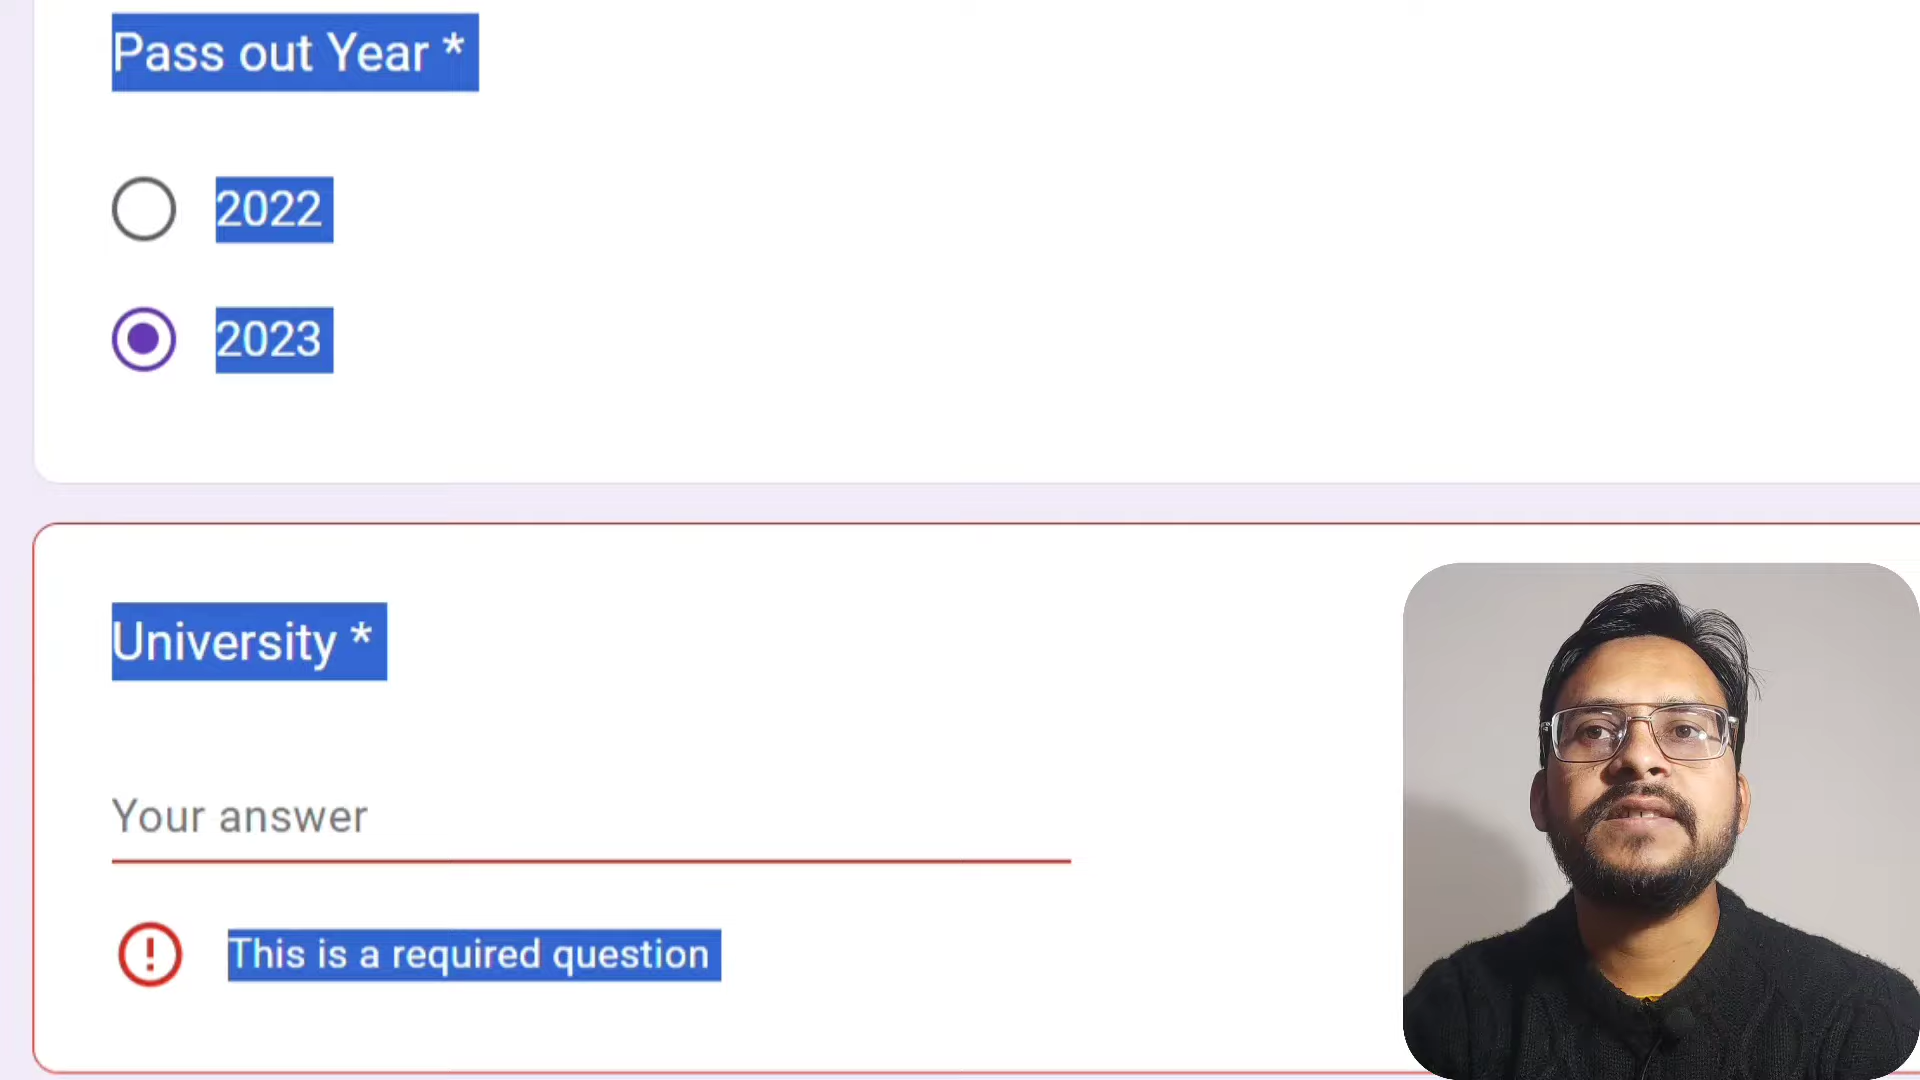 Pass out Year *
2022
2023
University *
Your answer
This is a required question